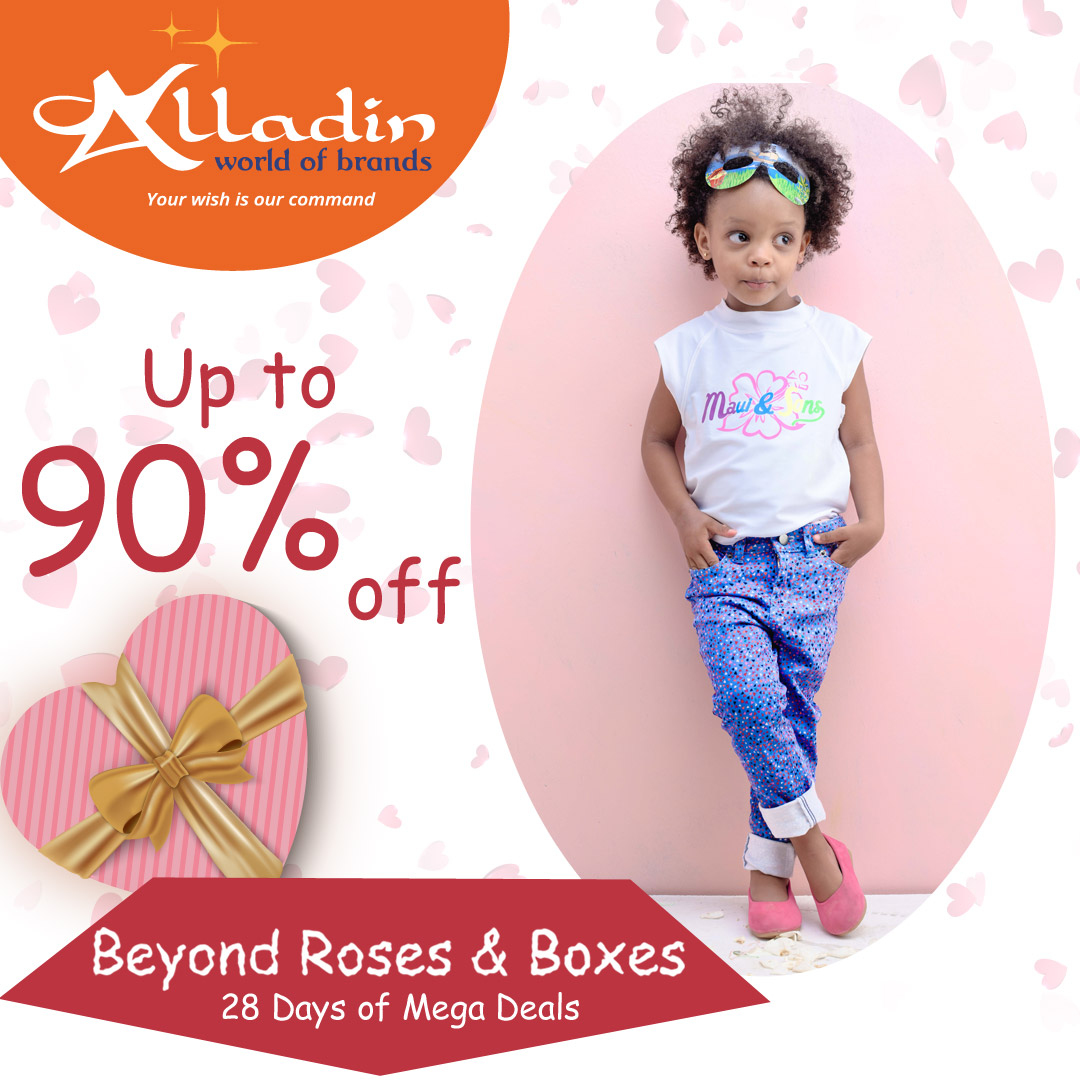 Alladin
world of brands
Your wish is our command
Up to
90%
off
Maui & Sons
Beyond Roses & Boxes
28 Days of Mega Deals